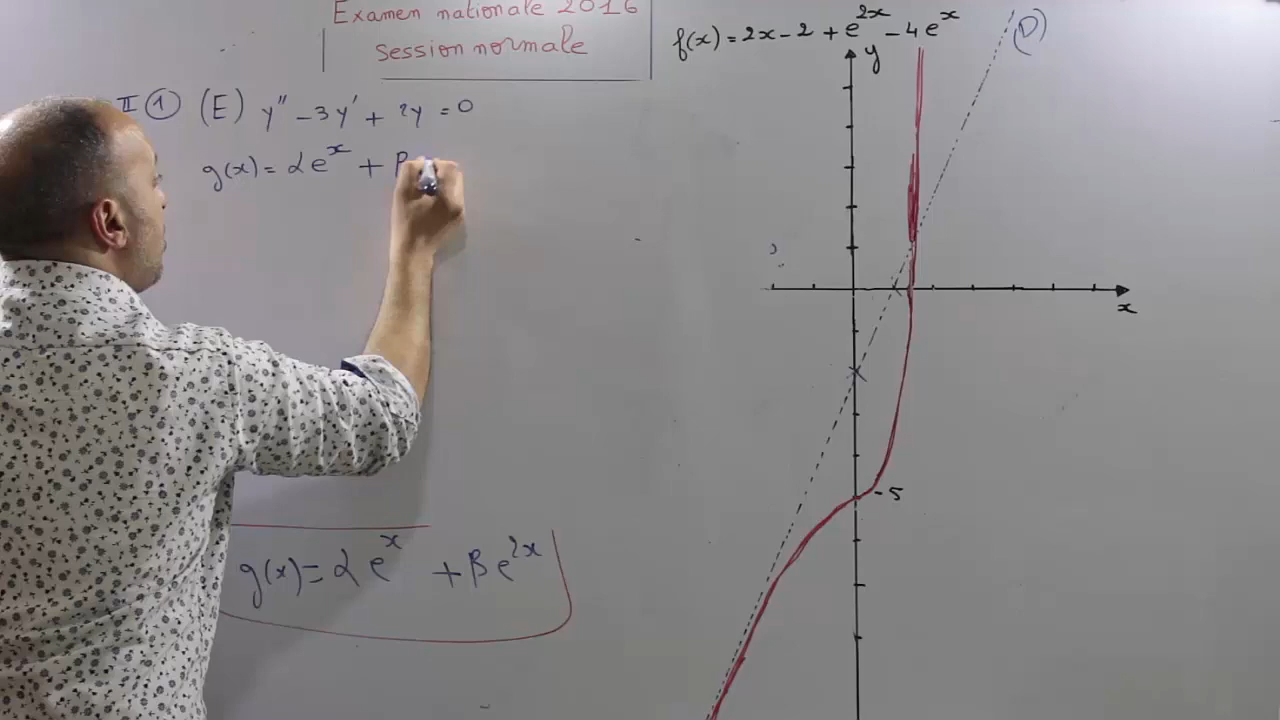 Examen nationale 2016
session normale
II ① (E) y'' - 3y' + 2y = 0
g(x) = αe^x + β
g(x) = αe^x + βe^2x
f(x) = 2x - 2 + e^2x - 4e^x
(D)
y
x
-5